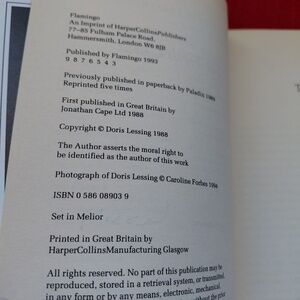 Flamingo
An Imprint of HarperCollinsPublishers
77–85 Fulham Palace Road,
Hammersmith, London W6 8JB
Published by Flamingo 1993
9 8 7 6 5 4 3
Previously published in paperback by Paladin 1989
Reprinted five times
First published in Great Britain by
Jonathan Cape Ltd 1988
Copyright © Doris Lessing 1988
The Author asserts the moral right to
be identified as the author of this work
Photograph of Doris Lessing © Caroline Forbes 1994
ISBN 0 586 08903 9
Set in Melior
Printed in Great Britain by
HarperCollinsManufacturing Glasgow
All rights reserved. No part of this publication may be
reproduced, stored in a retrieval system, or transmitted,
in any form or by any means, electronic, mechanical,
without the prior